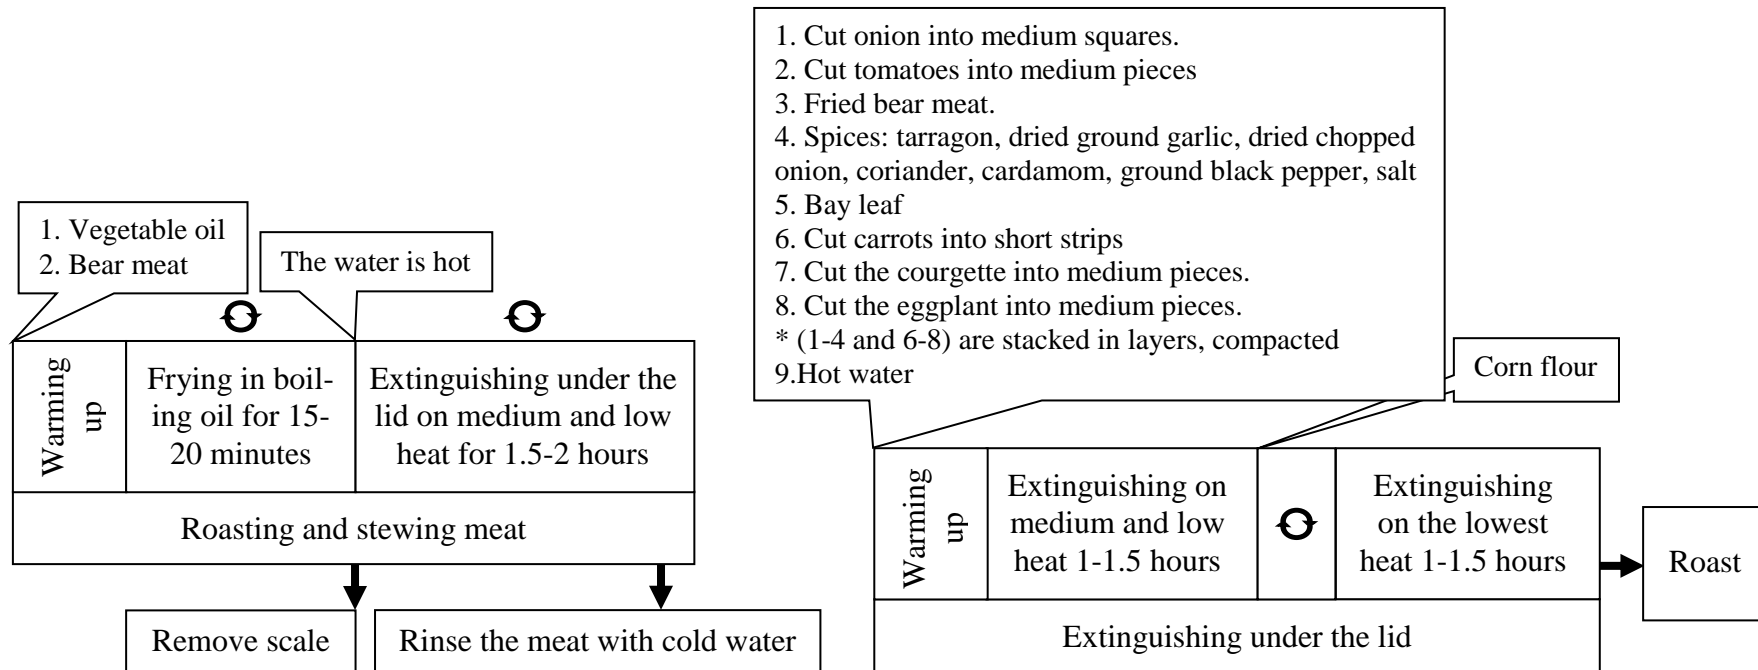 1. Vegetable oil
2. Bear meat
The water is hot
Warming
up
Frying in boil-
ing oil for 15-
20 minutes
Extinguishing under the
lid on medium and low
heat for 1.5-2 hours
Roasting and stewing meat
Remove scale
Rinse the meat with cold water
1. Cut onion into medium squares.
2. Cut tomatoes into medium pieces
3. Fried bear meat.
4. Spices: tarragon, dried ground garlic, dried chopped
onion, coriander, cardamom, ground black pepper, salt
5. Bay leaf
6. Cut carrots into short strips
7. Cut the courgette into medium pieces.
8. Cut the eggplant into medium pieces.
* (1-4 and 6-8) are stacked in layers, compacted
9.Hot water
Corn flour
Warming
up
Extinguishing on
medium and low
heat 1-1.5 hours
Extinguishing
on the lowest
heat 1-1.5 hours
Extinguishing under the lid
Roast